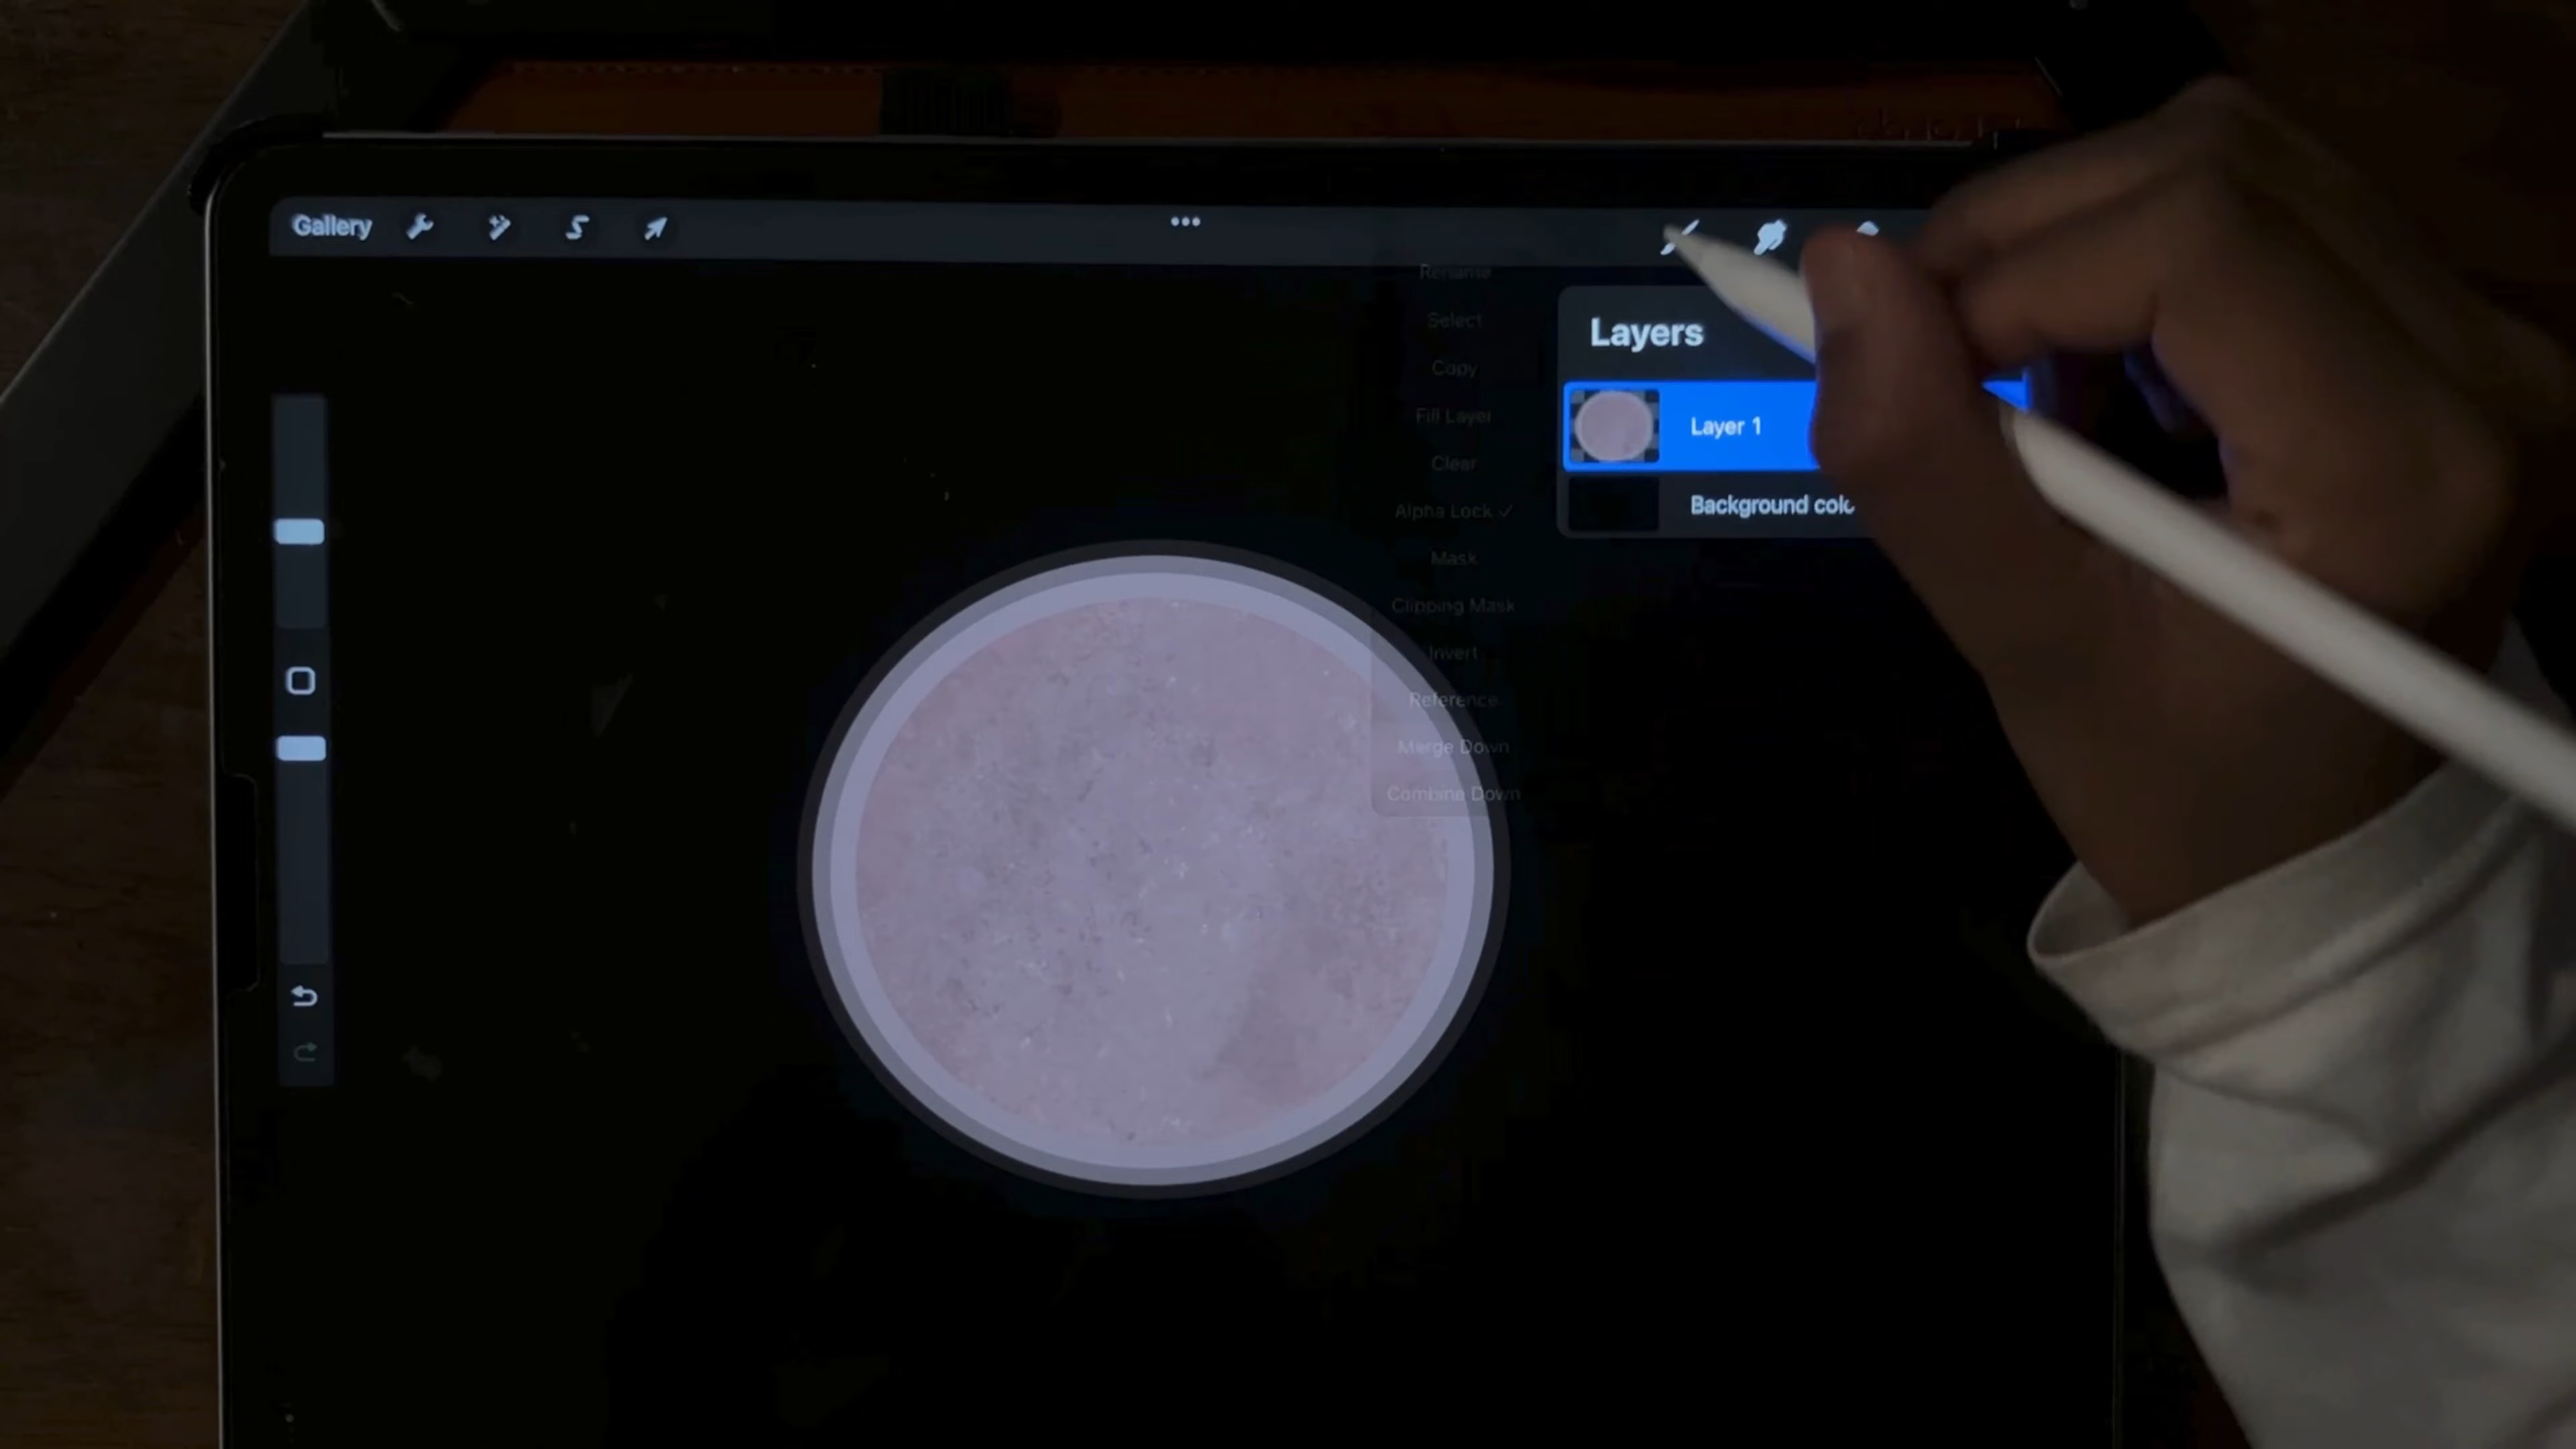 Gallery
Rename
Select
Copy
Fill Layer
Clear
Alpha Lock ✓
Mask
Clipping Mask
Invert
Reference
Merge Down
Combine Down
Layers
Layer 1
Background colo